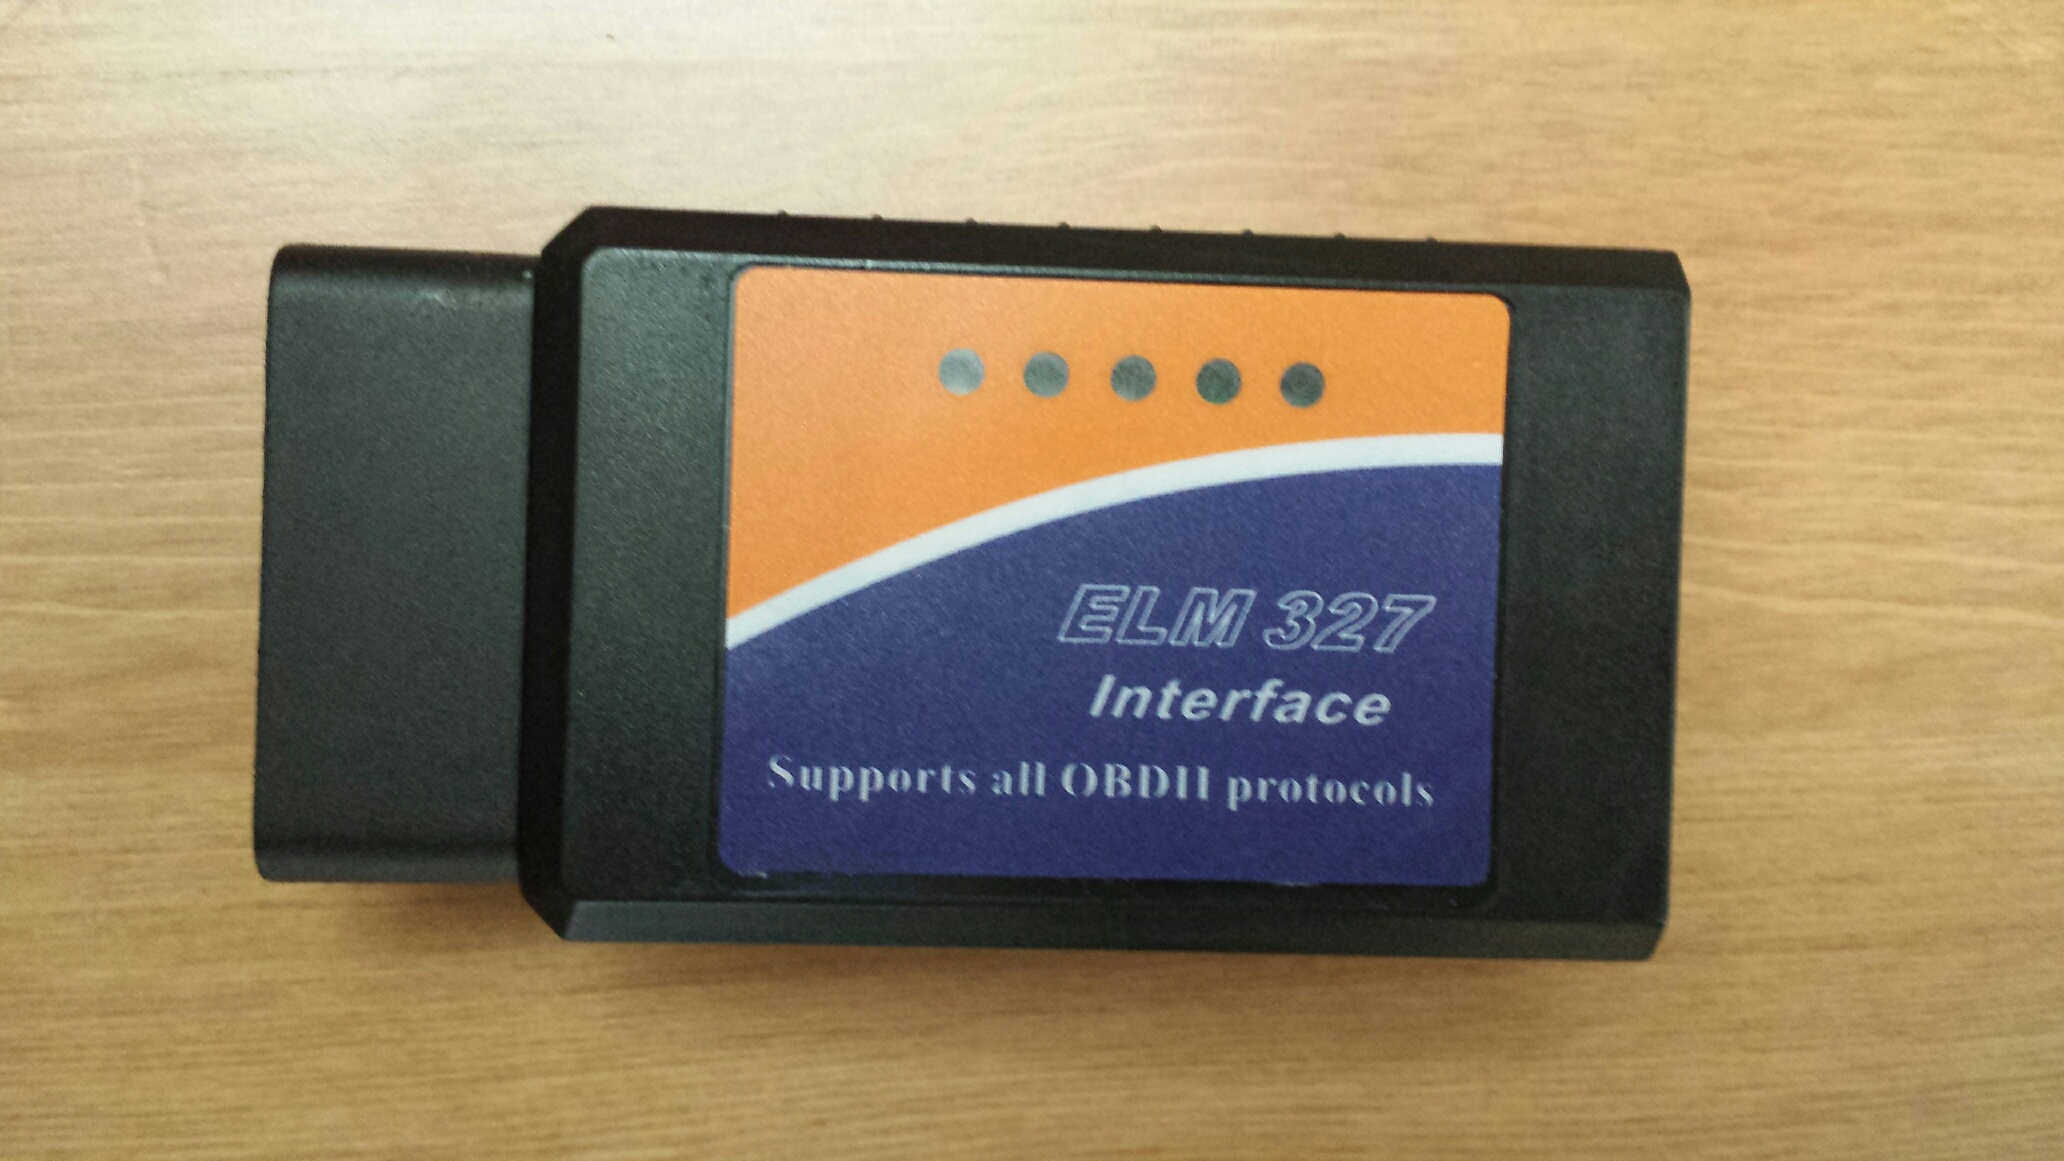 ELM 327
Interface
Supports all OBDII protocols